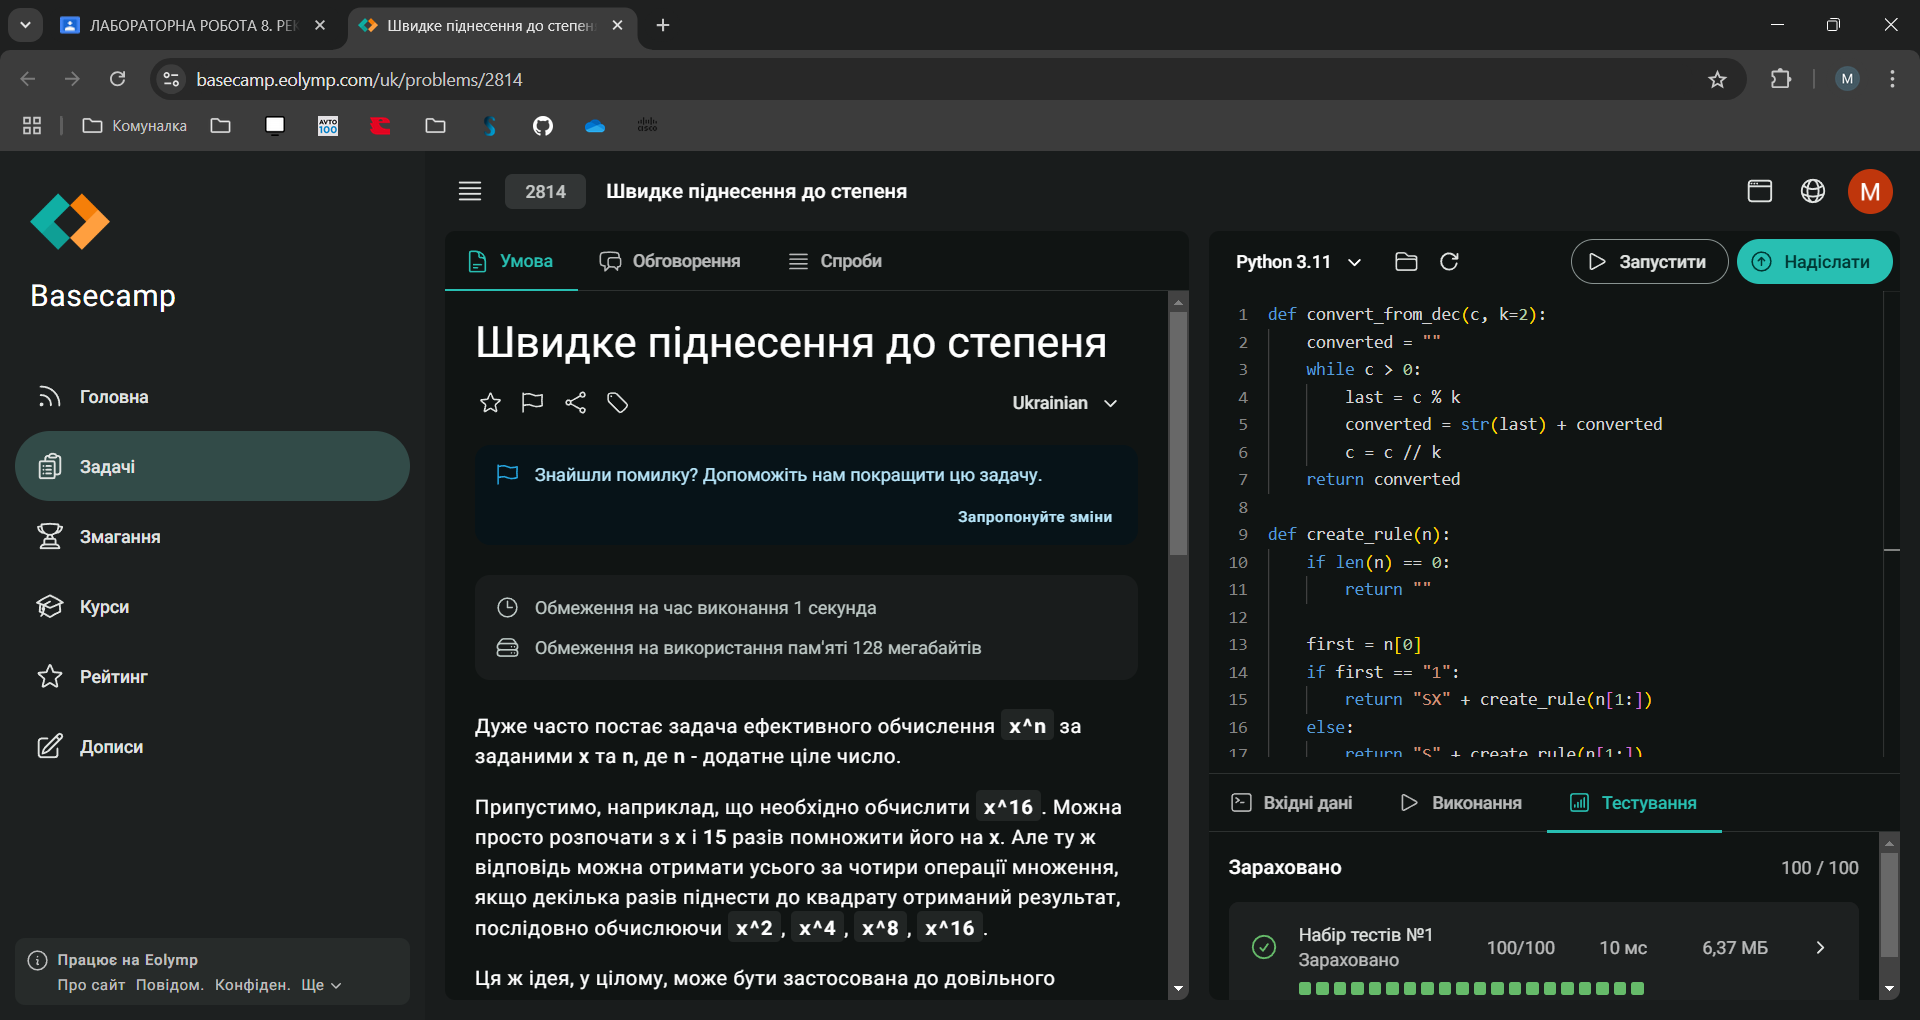 ЛАБОРАТОРНА РОБОТА 8. РЕК
Швидке піднесення до степен
basecamp.eolymp.com/uk/problems/2814
M
Комуналка
AVTO 100
cisco
Basecamp
Головна
Задачі
Змагання
Курси
Рейтинг
Дописи
Працює на Eolymp
Про сайт Повідом. Конфіден. Ще
2814 Швидке піднесення до степеня
M
Умова Обговорення Спроби
Швидке піднесення до степеня
Ukrainian
Знайшли помилку? Допоможіть нам покращити цю задачу.
Запропонуйте зміни
Обмеження на час виконання 1 секунда
Обмеження на використання пам'яті 128 мегабайтів
Дуже часто постає задача ефективного обчислення x^n за
заданими x та n, де n - додатне ціле число.
Припустимо, наприклад, що необхідно обчислити x^16 . Можна
просто розпочати з x і 15 разів помножити його на x. Але ту ж
відповідь можна отримати усього за чотири операції множення,
якщо декілька разів піднести до квадрату отриманий результат,
послідовно обчислюючи x^2 , x^4 , x^8 , x^16 .
Ця ж ідея, у цілому, може бути застосована до довільного
Python 3.11 Запустити Надіслати
1 def convert_from_dec(c, k=2):
2 converted = ""
3 while c > 0:
4 last = c % k
5 converted = str(last) + converted
6 c = c // k
7 return converted
8
9 def create_rule(n):
10 if len(n) == 0:
11 return ""
12
13 first = n[0]
14 if first == "1":
15 return "SX" + create_rule(n[1:])
16 else:
17 return "S" + create_rule(n[1:])
Вхідні дані Виконання Тестування
Зараховано 100 / 100
Набір тестів №1 100/100 10 мс 6,37 МБ
Зараховано